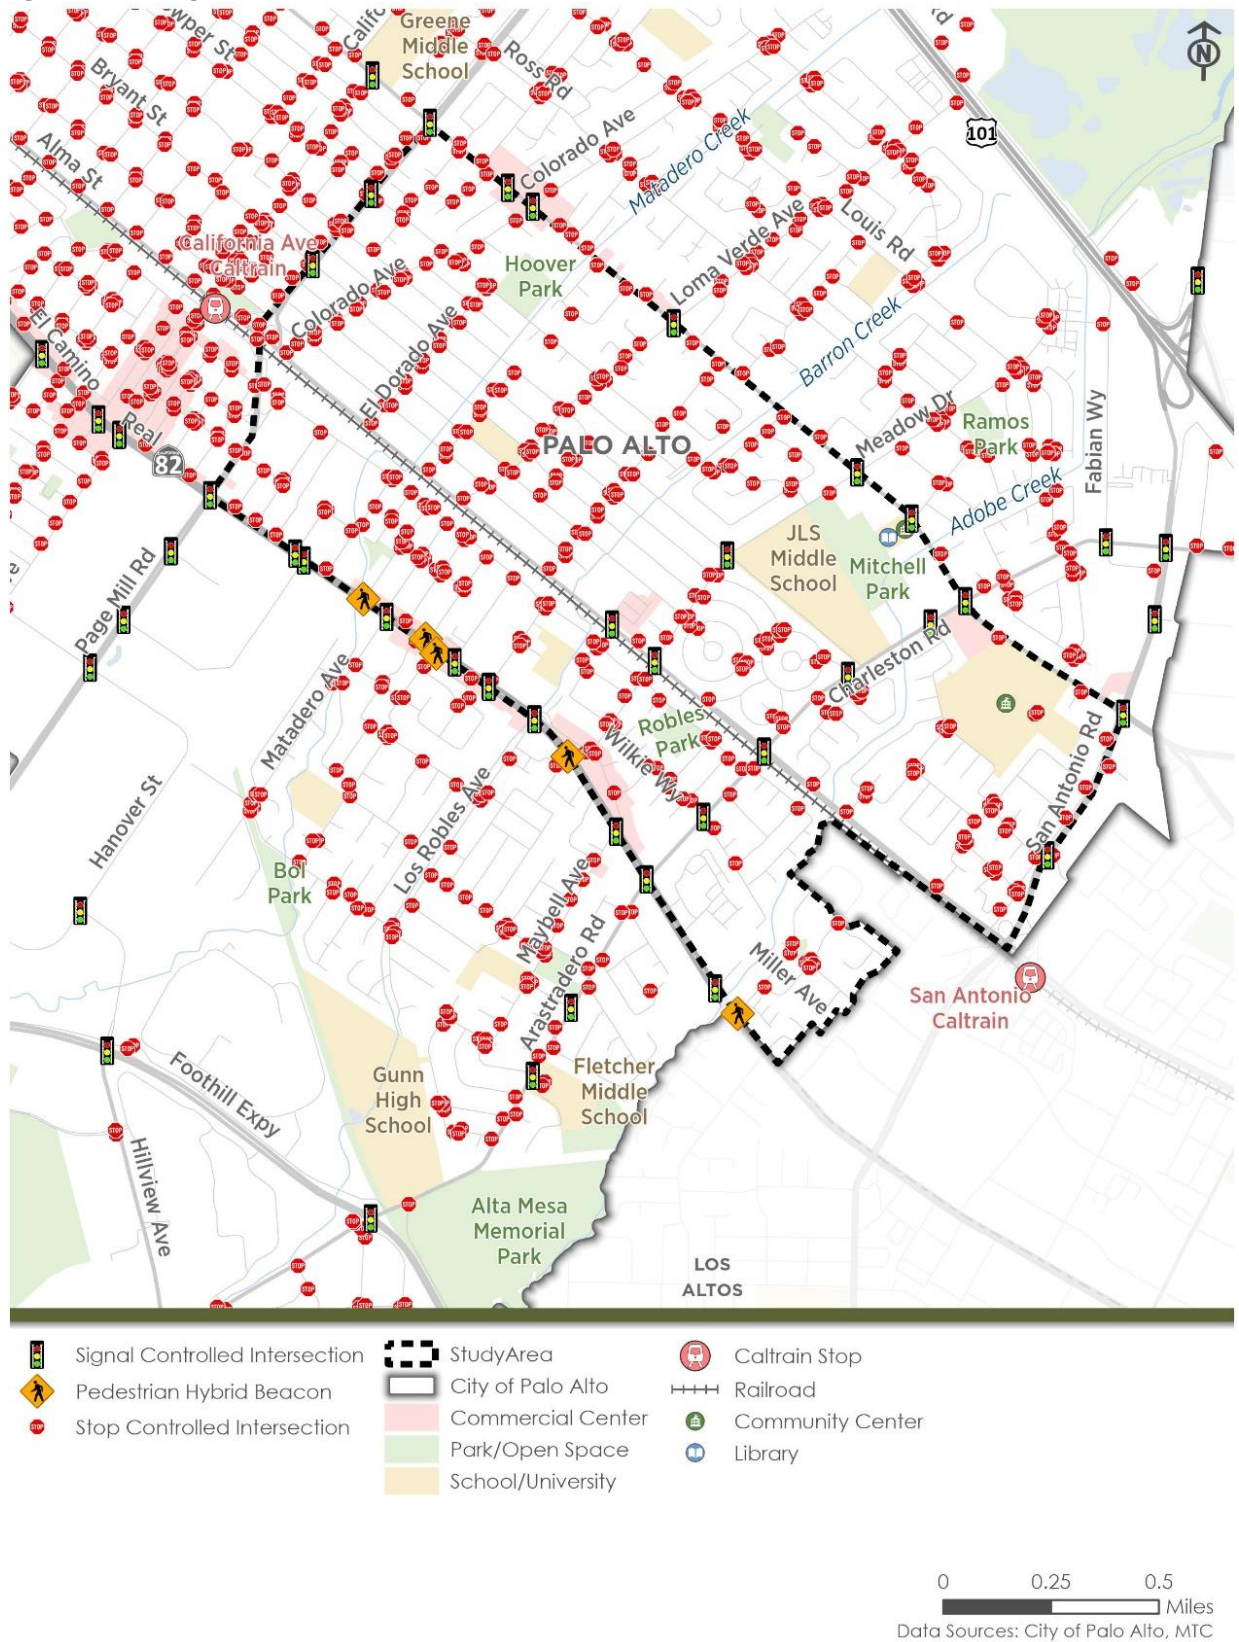 Greene
Middle
School
Ross Rd
wper St
Bryant St
Alma St
Califo
Colorado Ave
Matadero Creek
101
N
rd
California Ave
Caltrain
Colorado Ave
Hoover
Park
Loma Verde Ave
Louis Rd
Barron Creek
El Camino
Real
82
El Dorado Ave
PALO ALTO
Meadow Dr
Ramos
Park
Fabian Wy
Adobe Creek
JLS
Middle
School
Mitchell
Park
Page Mill Rd
Charleston Rd
Matadero Ave
Robles
Park
Wilkie Wy
San Antonio Rd
Hanover St
Los Robles Ave
Bol
Park
Maybell Ave
Arastradero Rd
Miller Ave
San Antonio
Caltrain
Foothill Expy
Gunn
High
School
Fletcher
Middle
School
Hillview Ave
Alta Mesa
Memorial
Park
LOS
ALTOS
Signal Controlled Intersection
Pedestrian Hybrid Beacon
STOP
Stop Controlled Intersection
StudyArea
City of Palo Alto
Commercial Center
Park/Open Space
School/University
Caltrain Stop
Railroad
Community Center
Library
0 0.25 0.5
Miles
Data Sources: City of Palo Alto, MTC